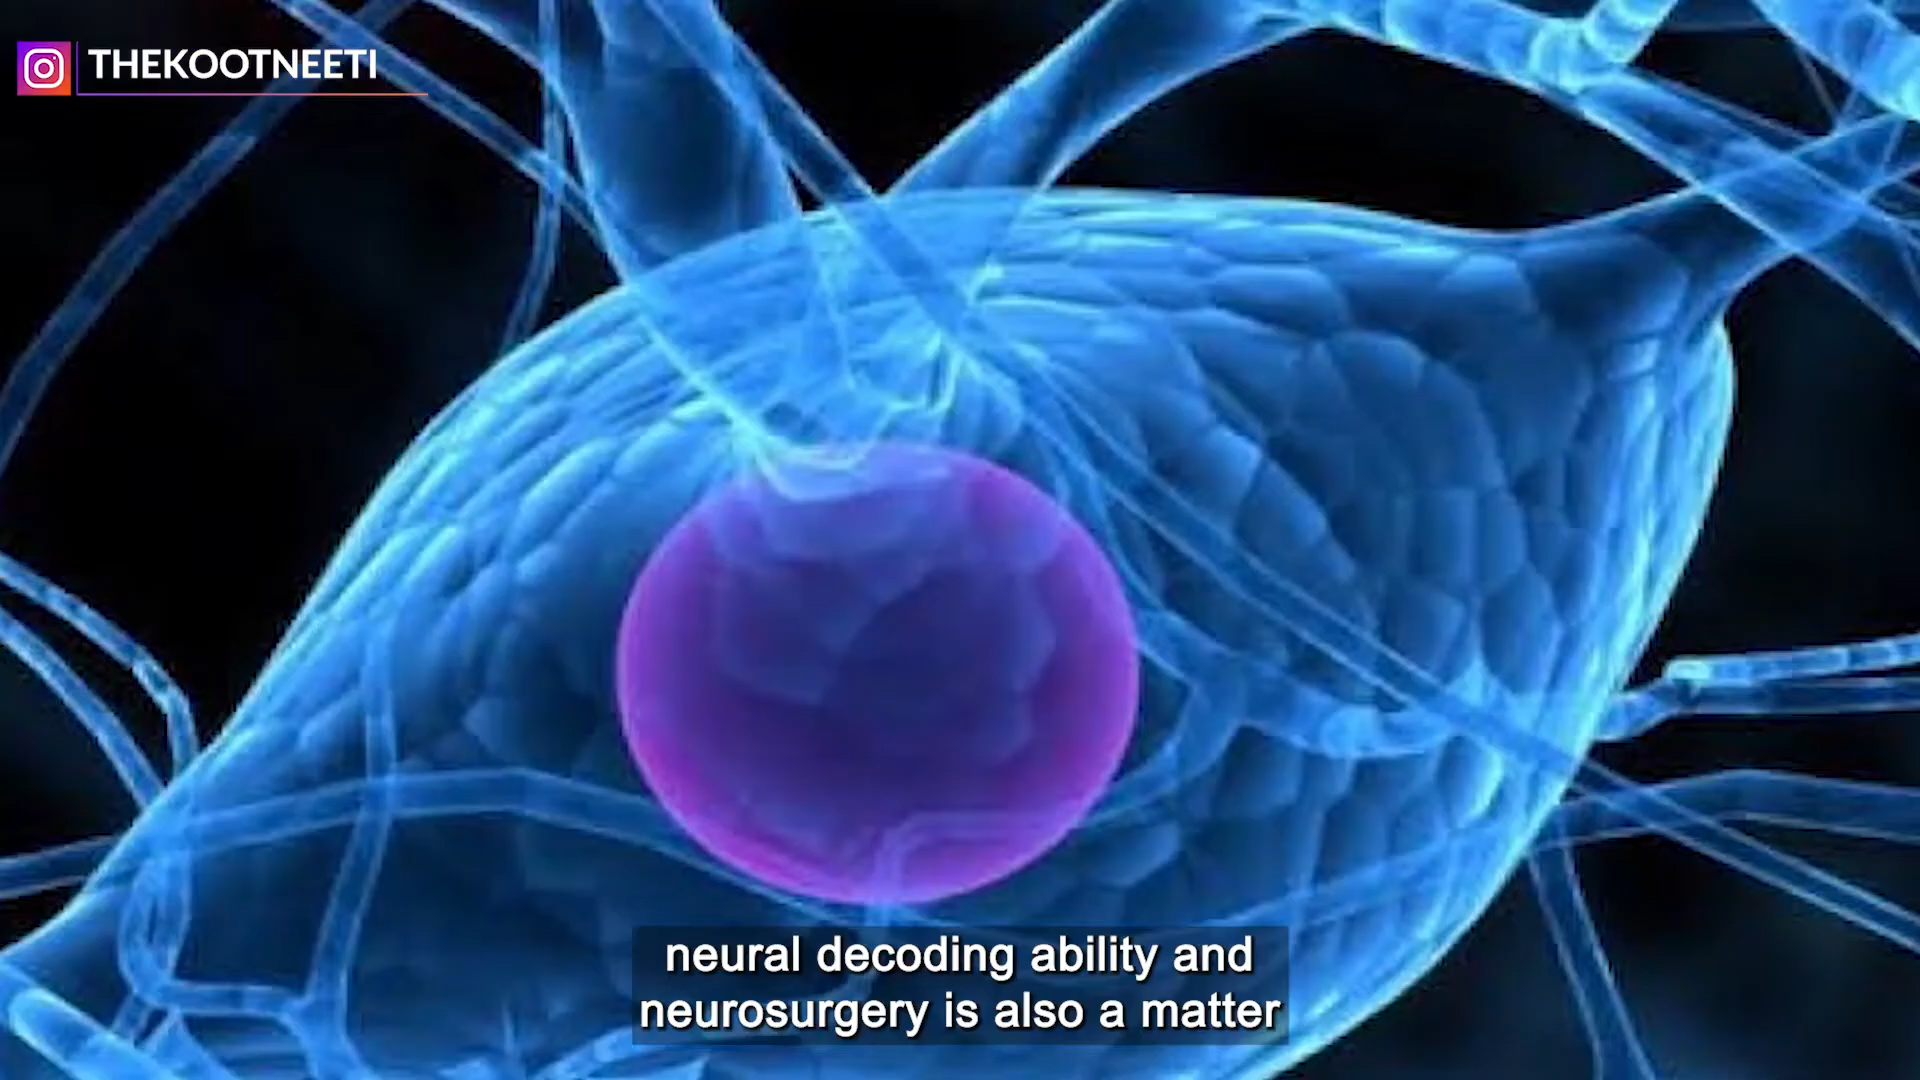 THEKOOTNEETI
neural decoding ability and
neurosurgery is also a matter